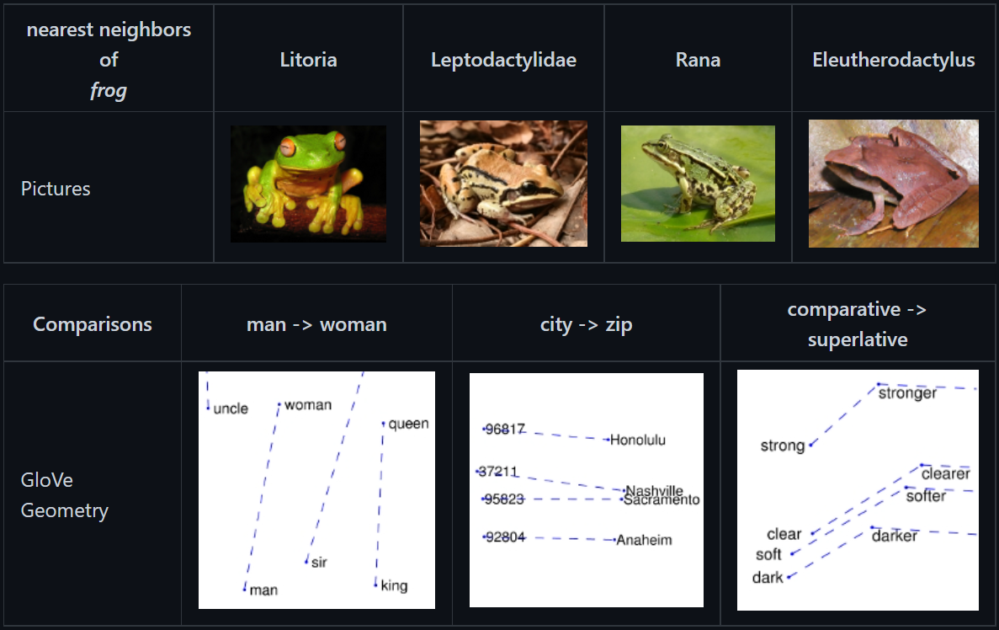 nearest neighbors
of
frog
Litoria
Leptodactylidae
Rana
Eleutherodactylus
Pictures
Comparisons
man -> woman
city -> zip
comparative ->
superlative
GloVe
Geometry
uncle
woman
queen
sir
man
king
96817
Honolulu
37211
Nashville
95823
Sacramento
92804
Anaheim
stronger
strong
clearer
softer
clear
darker
soft
dark